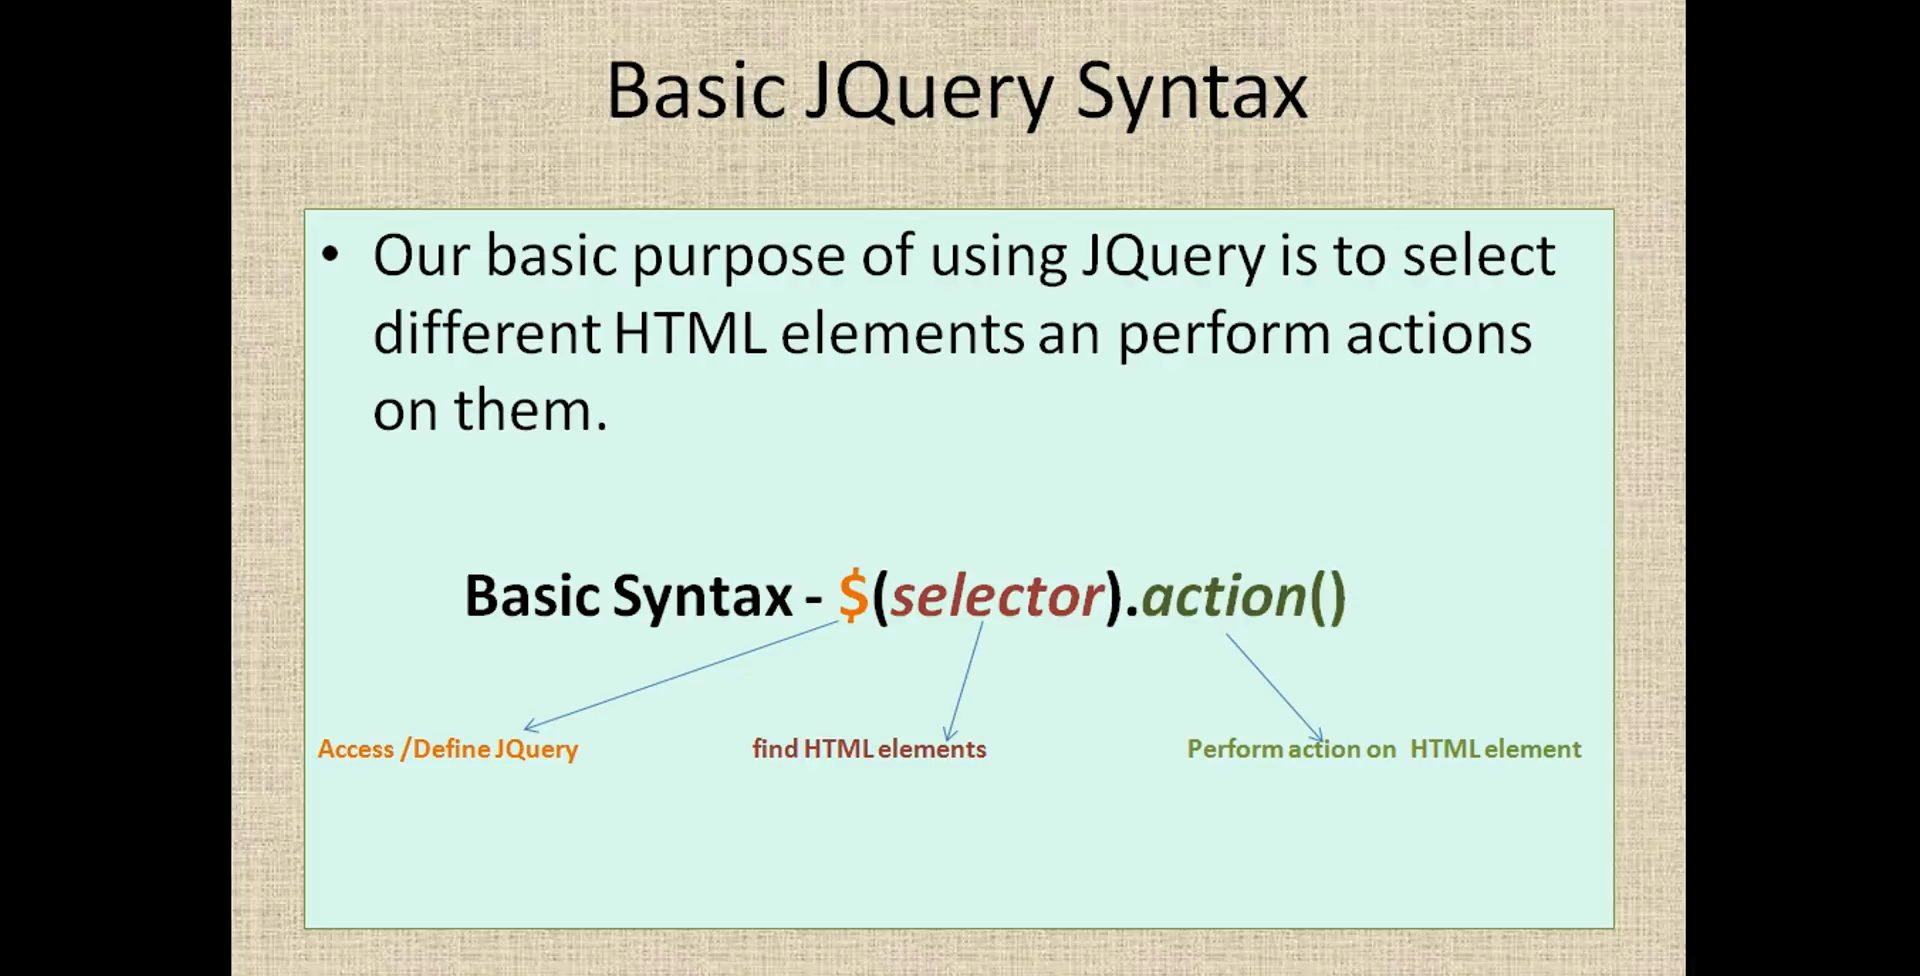 Basic JQuery Syntax
• Our basic purpose of using JQuery is to select
different HTML elements an perform actions
on them.
Basic Syntax - $(selector).action()
Access /Define JQuery find HTML elements Perform action on HTML element